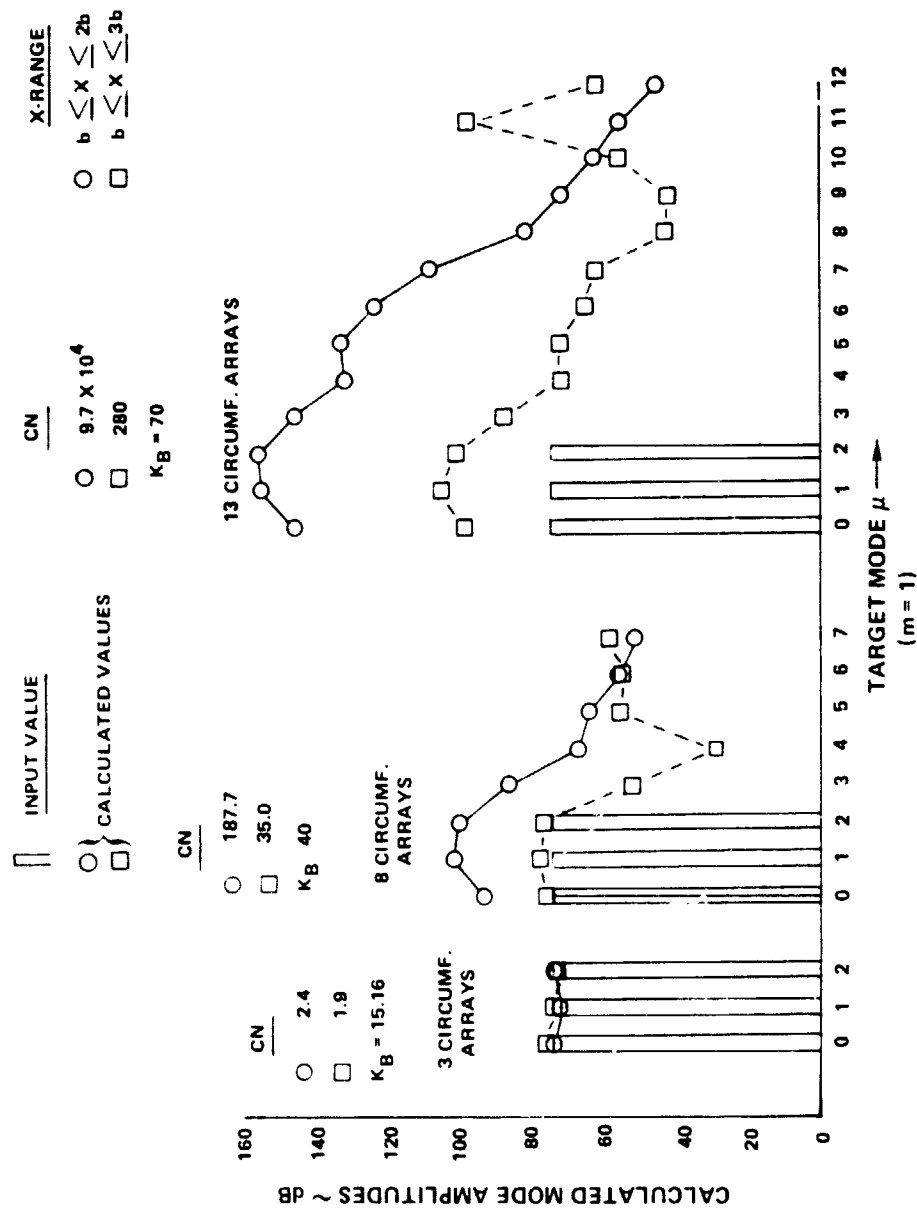 INPUT VALUE
CALCULATED VALUES
CN
9.7 X 10⁴
280
K_B = 70
X-RANGE
b ≤ X ≤ 2b
b ≤ X ≤ 3b
CN
187.7
35.0
K_B 40
CN
2.4
1.9
K_B = 15.16
3 CIRCUMF. ARRAYS
8 CIRCUMF. ARRAYS
13 CIRCUMF. ARRAYS
CALCULATED MODE AMPLITUDES ~ dB
160
140
120
100
80
60
40
20
0
0 1 2
0 1 2 3 4 5 6 7
0 1 2 3 4 5 6 7 8 9 10 11 12
TARGET MODE μ
(m = 1)